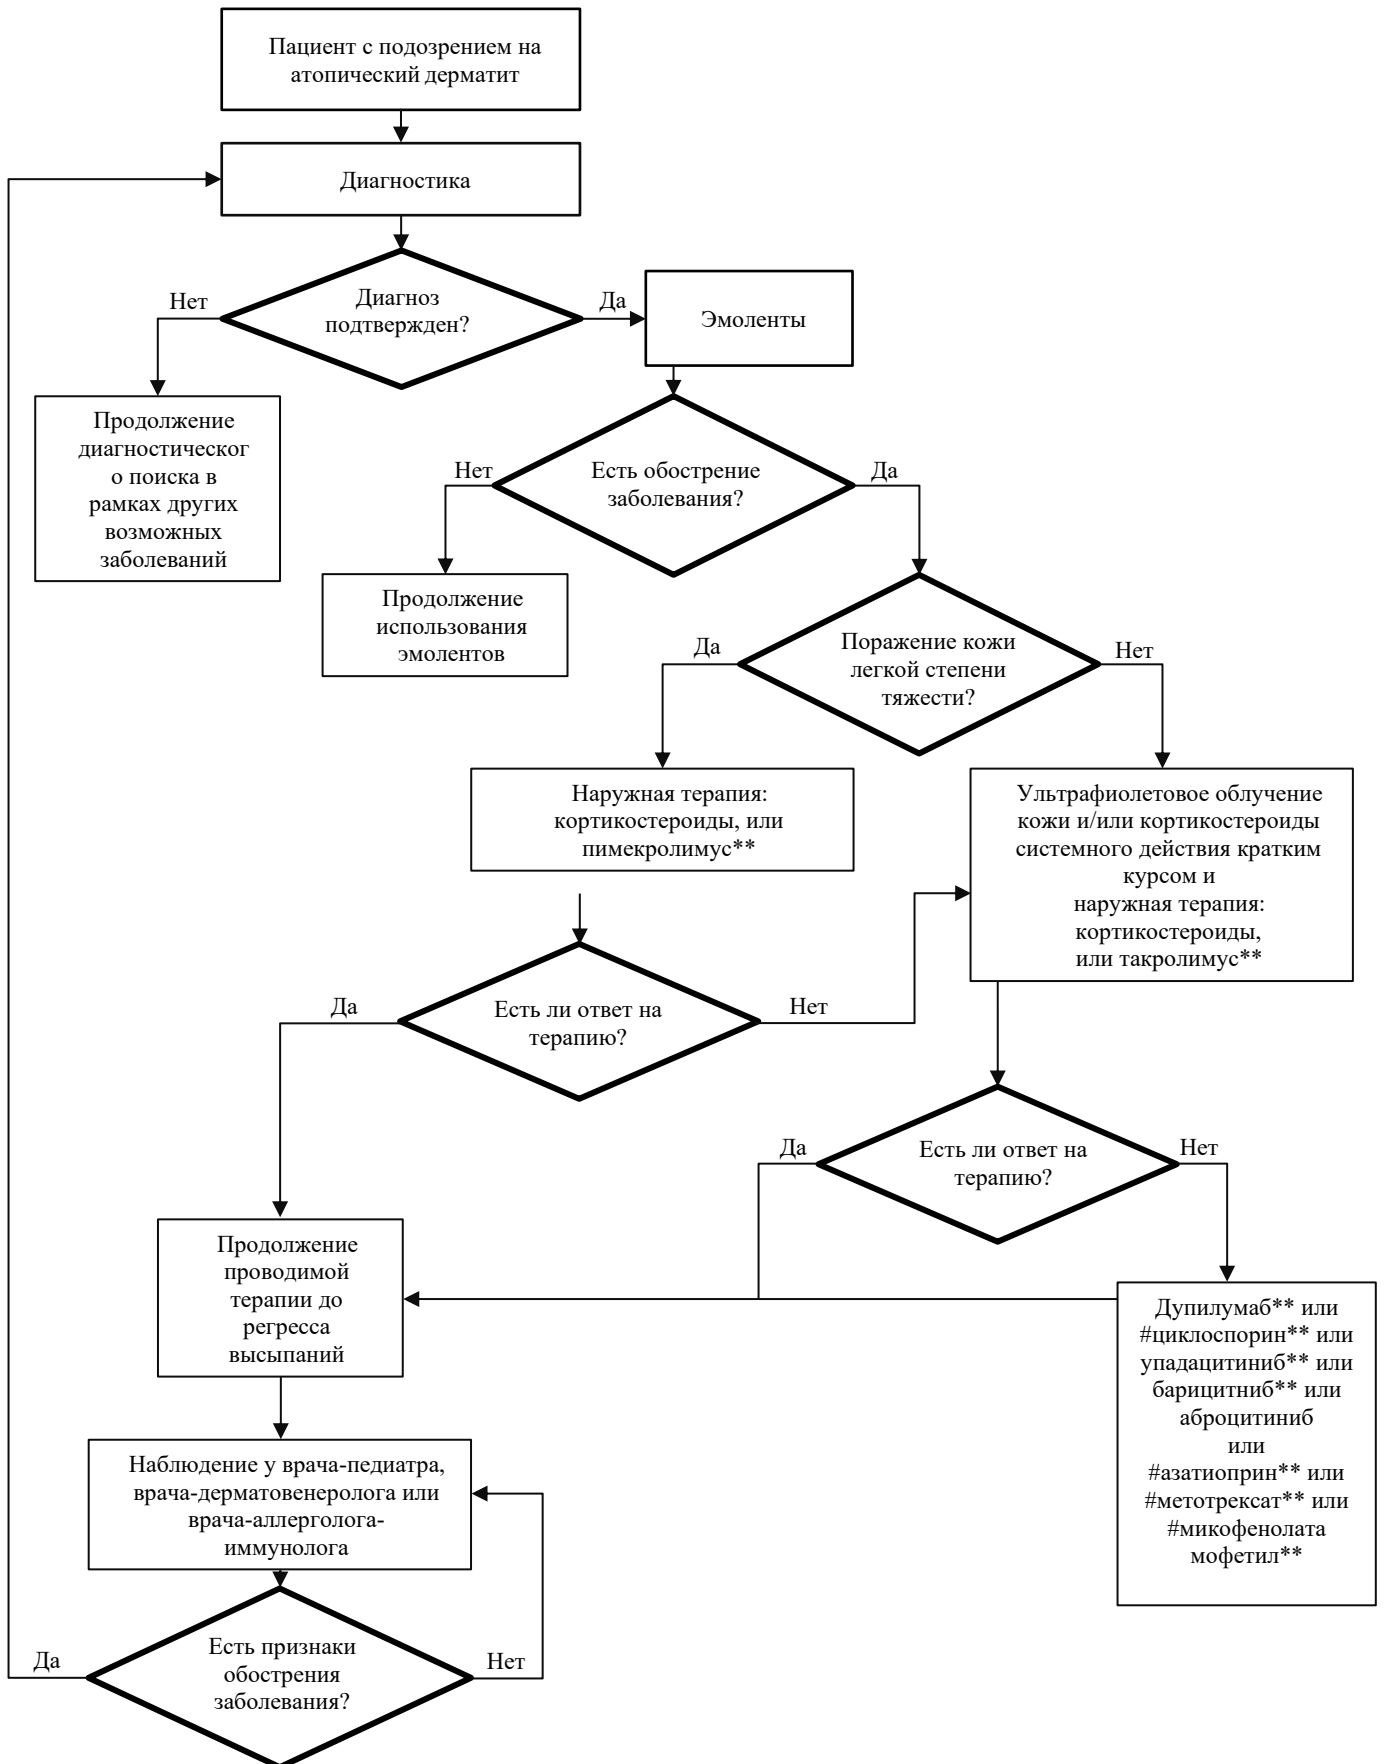 Пациент с подозрением на
атопический дерматит
Диагностика
Диагноз
подтвержден?
Нет
Да
Эмоленты
Продолжение
диагностическог
о поиска в
рамках других
возможных
заболеваний
Есть обострение
заболевания?
Нет
Да
Продолжение
использования
эмолентов
Поражение кожи
легкой степени
тяжести?
Да
Нет
Наружная терапия:
кортикостероиды, или
пимекролимус**
Ультрафиолетовое облучение
кожи и/или кортикостероиды
системного действия кратким
курсом и
наружная терапия:
кортикостероиды,
или такролимус**
Есть ли ответ на
терапию?
Да
Нет
Есть ли ответ на
терапию?
Да
Нет
Продолжение
проводимой
терапии до
регресса
высыпаний
Дупилумаб** или
#циклоспорин** или
упадацитиниб** или
барицитниб** или
аброцитиниб
или
#азатиоприн** или
#метотрексат** или
#микофенолата
мофетил**
Наблюдение у врача-педиатра,
врача-дерматовенеролога или
врача-аллерголога-
иммунолога
Есть признаки
обострения
заболевания?
Да
Нет